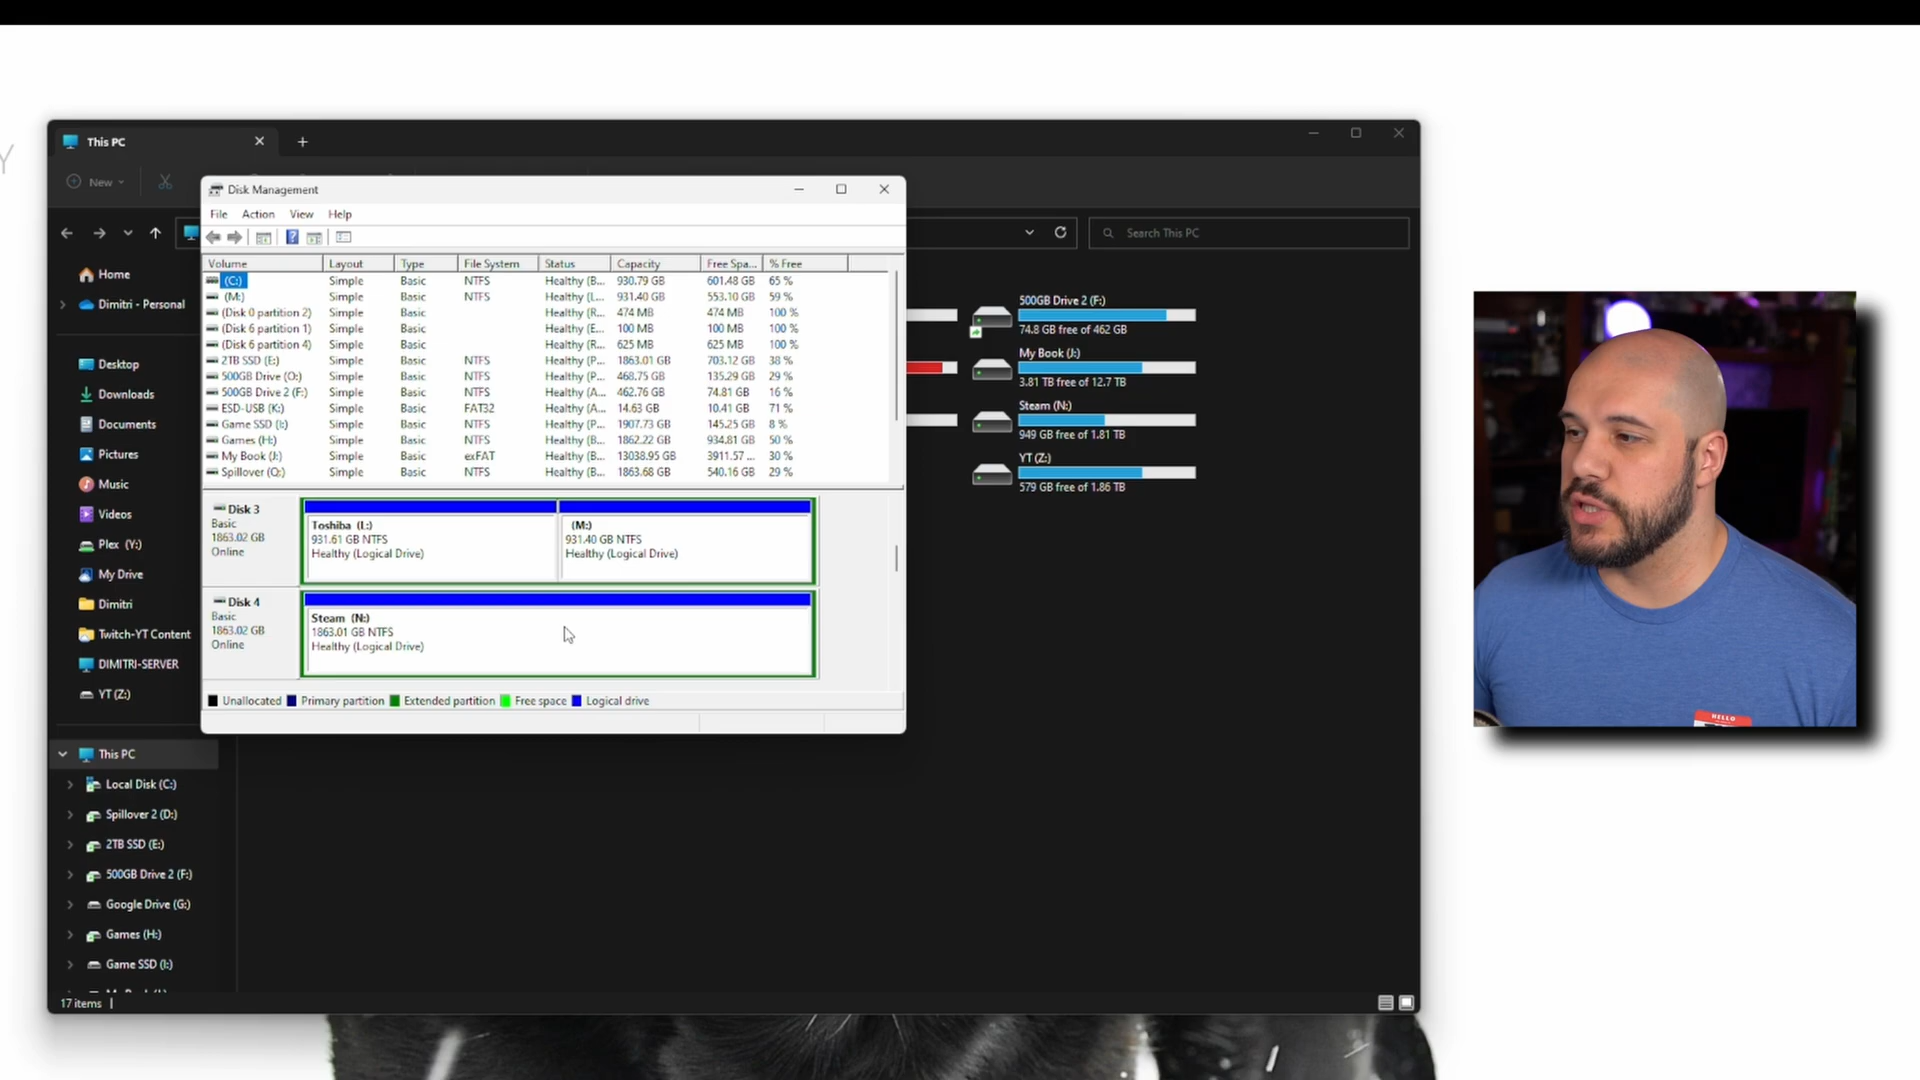 Y
This PC
New
Disk Management
File Action View Help
Search This PC
Volume Layout Type File System Status Capacity Free Spa... % Free
(C:) Simple Basic NTFS Healthy (B... 930.79 GB 601.48 GB 65 %
(M:) Simple Basic NTFS Healthy (L... 931.40 GB 553.10 GB 59 %
(Disk 0 partition 2) Simple Basic Healthy (R... 474 MB 474 MB 100 %
(Disk 6 partition 1) Simple Basic Healthy (E... 100 MB 100 MB 100 %
(Disk 6 partition 4) Simple Basic Healthy (R... 625 MB 625 MB 100 %
2TB SSD (E:) Simple Basic NTFS Healthy (P... 1863.01 GB 703.12 GB 38 %
500GB Drive (O:) Simple Basic NTFS Healthy (P... 468.75 GB 135.29 GB 29 %
500GB Drive 2 (F:) Simple Basic NTFS Healthy (A... 462.76 GB 74.81 GB 16 %
ESD-USB (K:) Simple Basic FAT32 Healthy (A... 14.63 GB 10.41 GB 71 %
Game SSD (I:) Simple Basic NTFS Healthy (P... 1907.73 GB 145.25 GB 8 %
Games (H:) Simple Basic NTFS Healthy (B... 1862.22 GB 934.81 GB 50 %
My Book (J:) Simple Basic exFAT Healthy (B... 13038.95 GB 3911.57 ... 30 %
Spillover (Q:) Simple Basic NTFS Healthy (B... 1863.68 GB 540.16 GB 29 %
Disk 3
Basic
1863.02 GB
Online
Toshiba (L:)
931.61 GB NTFS
Healthy (Logical Drive)
(M:)
931.40 GB NTFS
Healthy (Logical Drive)
Disk 4
Basic
1863.02 GB
Online
Steam (N:)
1863.01 GB NTFS
Healthy (Logical Drive)
Unallocated Primary partition Extended partition Free space Logical drive
Home
Dimitri - Personal
Desktop
Downloads
Documents
Pictures
Music
Videos
Plex (Y:)
My Drive
Dimitri
Twitch-YT Content
DIMITRI-SERVER
YT (Z:)
This PC
Local Disk (C:)
Spillover 2 (D:)
2TB SSD (E:)
500GB Drive 2 (F:)
Google Drive (G:)
Games (H:)
Game SSD (I:)
17 items
500GB Drive 2 (F:)
74.8 GB free of 462 GB
My Book (J:)
3.81 TB free of 12.7 TB
Steam (N:)
949 GB free of 1.81 TB
YT (Z:)
579 GB free of 1.86 TB
HELLO